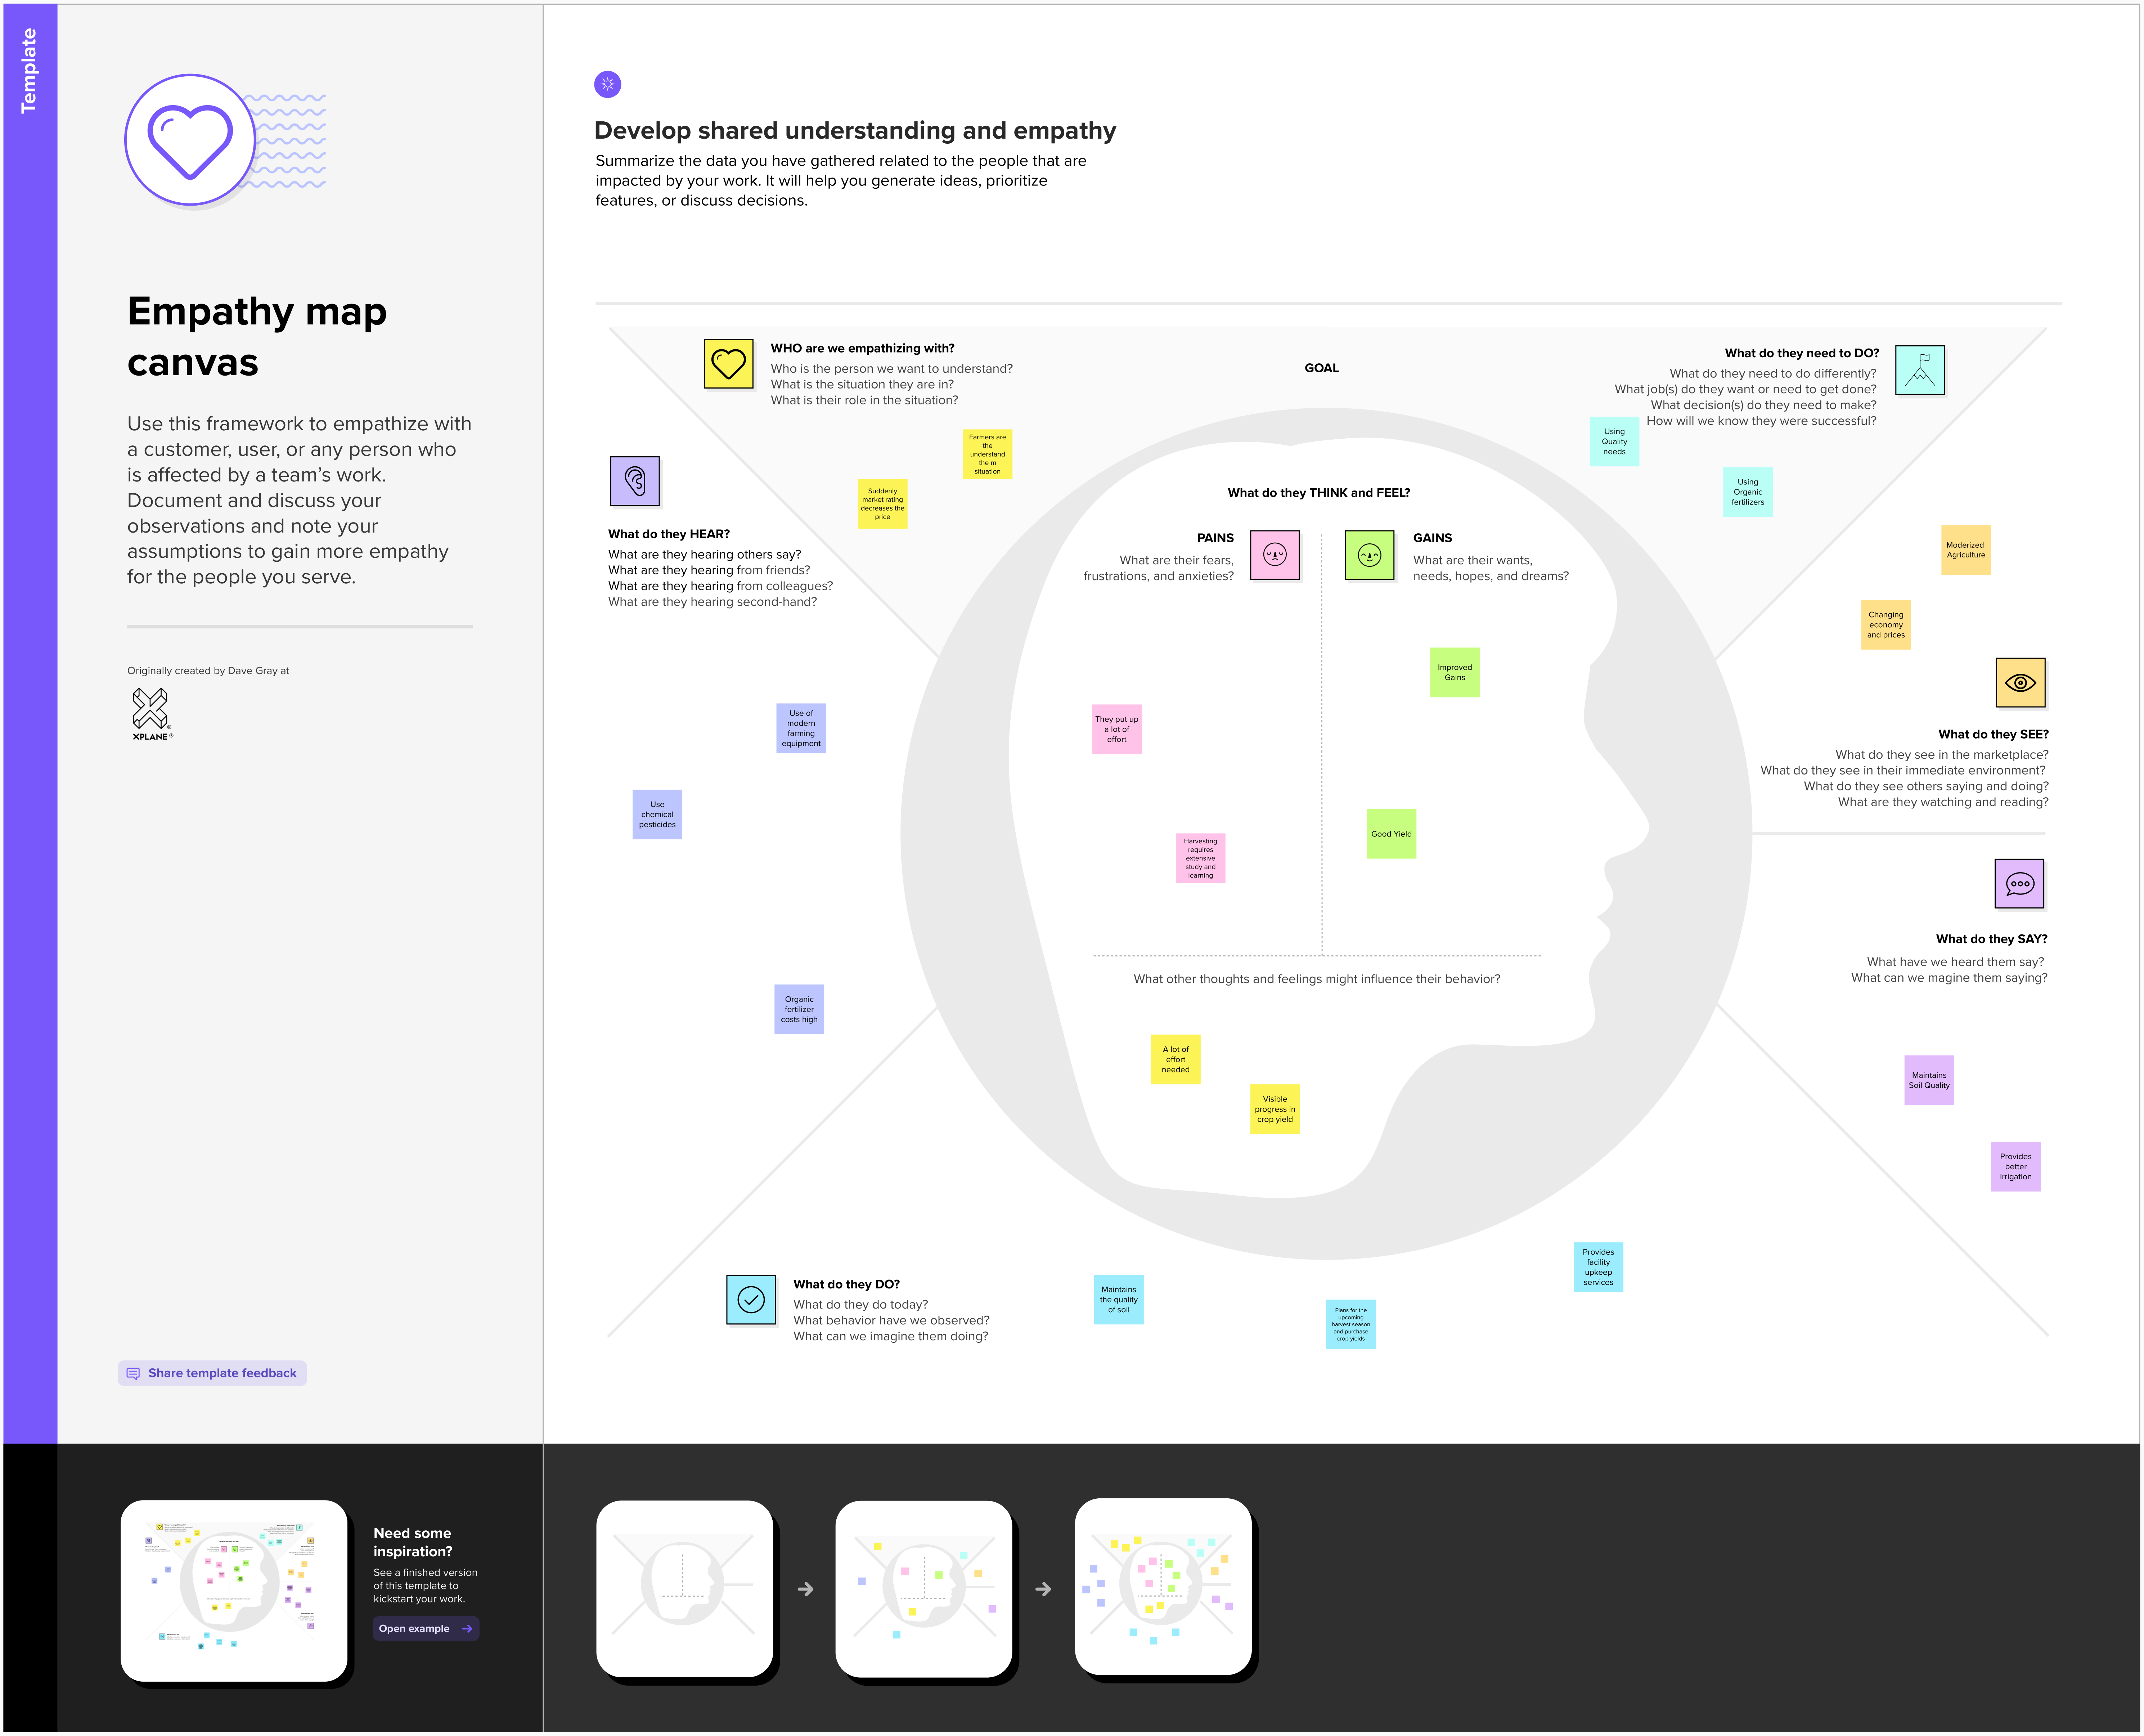 Template
Empathy map
canvas
Use this framework to empathize with
a customer, user, or any person who
is affected by a team’s work.
Document and discuss your
observations and note your
assumptions to gain more empathy
for the people you serve.
Originally created by Dave Gray at
XPLANE ®
Share template feedback
Develop shared understanding and empathy
Summarize the data you have gathered related to the people that are
impacted by your work. It will help you generate ideas, prioritize
features, or discuss decisions.
WHO are we empathizing with?
Who is the person we want to understand?
What is the situation they are in?
What is their role in the situation?
Farmers are
the
understand
the m
situation
Suddenly
market rating
decreases the
price
GOAL
What do they need to DO?
What do they need to do differently?
What job(s) do they want or need to get done?
What decision(s) do they need to make?
How will we know they were successful?
Using
Quality
needs
Using
Organic
fertilizers
What do they HEAR?
What are they hearing others say?
What are they hearing from friends?
What are they hearing from colleagues?
What are they hearing second-hand?
Use of
modern
farming
equipment
Use
chemical
pesticides
Organic
fertilizer
costs high
What do they THINK and FEEL?
PAINS
What are their fears,
frustrations, and anxieties?
They put up
a lot of
effort
Harvesting
requires
extensive
study and
learning
GAINS
What are their wants,
needs, hopes, and dreams?
Improved
Gains
Good Yield
What other thoughts and feelings might influence their behavior?
A lot of
effort
needed
Visible
progress in
crop yield
Moderized
Agriculture
Changing
economy
and prices
What do they SEE?
What do they see in the marketplace?
What do they see in their immediate environment?
What do they see others saying and doing?
What are they watching and reading?
What do they SAY?
What have we heard them say?
What can we magine them saying?
Maintains
Soil Quality
Provides
better
irrigation
What do they DO?
What do they do today?
What behavior have we observed?
What can we imagine them doing?
Maintains
the quality
of soil
Plans for the
upcoming
harvest season
and purchase
crop yields
Provides
facility
upkeep
services
Need some
inspiration?
See a finished version
of this template to
kickstart your work.
Open example